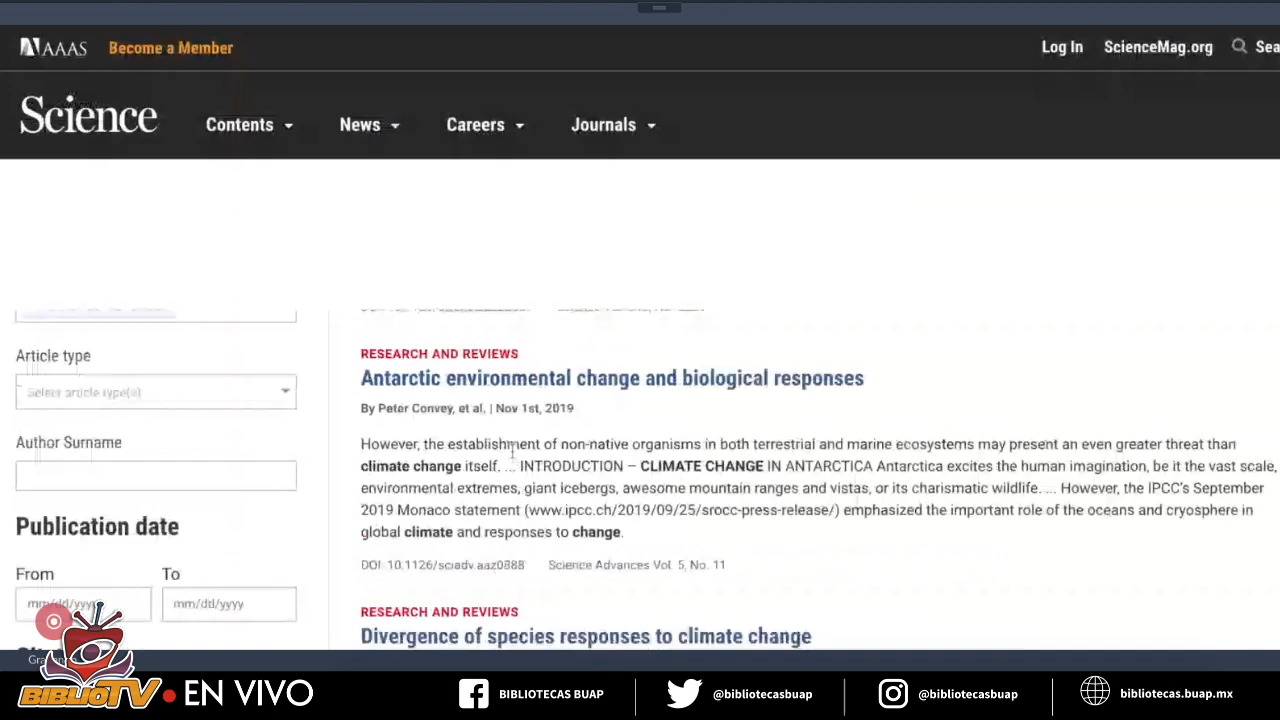 AAAS Become a Member Log In ScienceMag.org Sea
Science Contents News Careers Journals
Article type
Select article type(s)
Author Surname
Publication date
From To
mm/dd/yyyy mm/dd/yyyy
RESEARCH AND REVIEWS
Antarctic environmental change and biological responses
By Peter Convey, et al. | Nov 1st, 2019
However, the establishment of non-native organisms in both terrestrial and marine ecosystems may present an even greater threat than
climate change itself. ... INTRODUCTION – CLIMATE CHANGE IN ANTARCTICA Antarctica excites the human imagination, be it the vast scale,
environmental extremes, giant icebergs, awesome mountain ranges and vistas, or its charismatic wildlife. ... However, the IPCC's September
2019 Monaco statement (www.ipcc.ch/2019/09/25/srocc-press-release/) emphasized the important role of the oceans and cryosphere in
global climate and responses to change.
DOI: 10.1126/sciadv.aaz0888 Science Advances Vol. 5, No. 11
RESEARCH AND REVIEWS
Divergence of species responses to climate change
BIBLIOTV EN VIVO BIBLIOTECAS BUAP @bibliotecasbuap @bibliotecasbuap bibliotecas.buap.mx